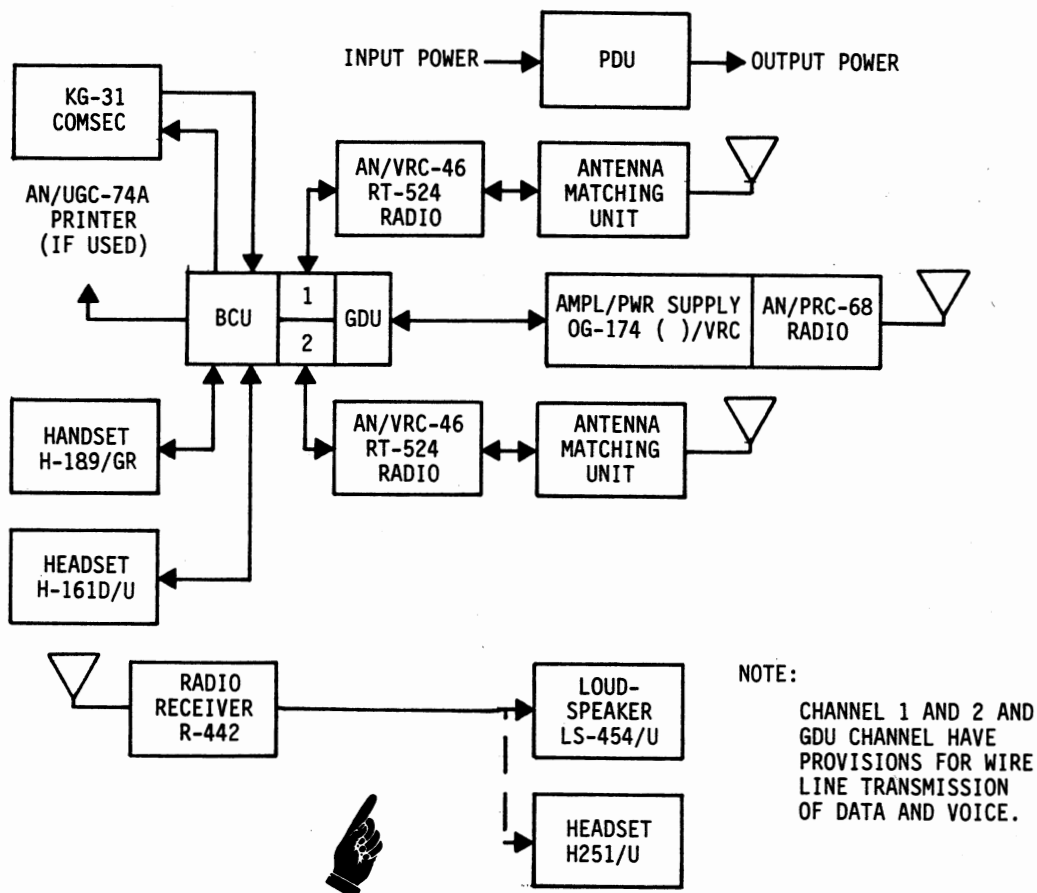 INPUT POWER
PDU
OUTPUT POWER
KG-31
COMSEC
AN/VRC-46
RT-524
RADIO
ANTENNA
MATCHING
UNIT
AN/UGC-74A
PRINTER
(IF USED)
BCU
1
2
GDU
AMPL/PWR SUPPLY
OG-174 ( )/VRC
AN/PRC-68
RADIO
HANDSET
H-189/GR
AN/VRC-46
RT-524
RADIO
ANTENNA
MATCHING
UNIT
HEADSET
H-161D/U
RADIO
RECEIVER
R-442
LOUD-
SPEAKER
LS-454/U
HEADSET
H251/U
NOTE:
CHANNEL 1 AND 2 AND
GDU CHANNEL HAVE
PROVISIONS FOR WIRE
LINE TRANSMISSION
OF DATA AND VOICE.